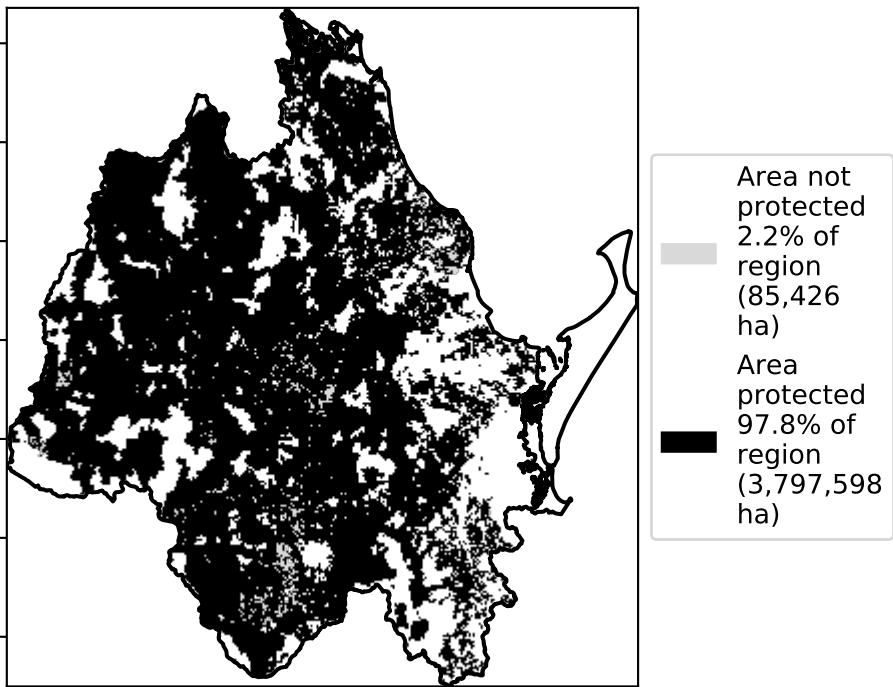 Area not
protected
2.2% of
region
(85,426
ha)
Area
protected
97.8% of
region
(3,797,598
ha)